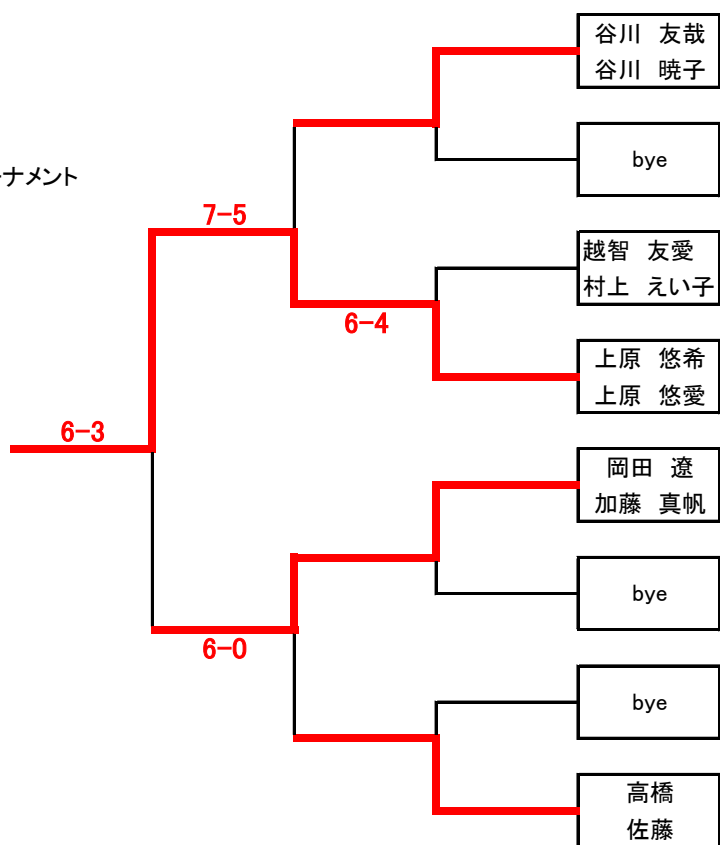 谷川 友哉
谷川 暁子
bye
ナメント
7-5
越智 友愛
村上 えい子
6-4
上原 悠希
上原 悠愛
6-3
岡田 遼
加藤 真帆
bye
6-0
bye
高橋
佐藤